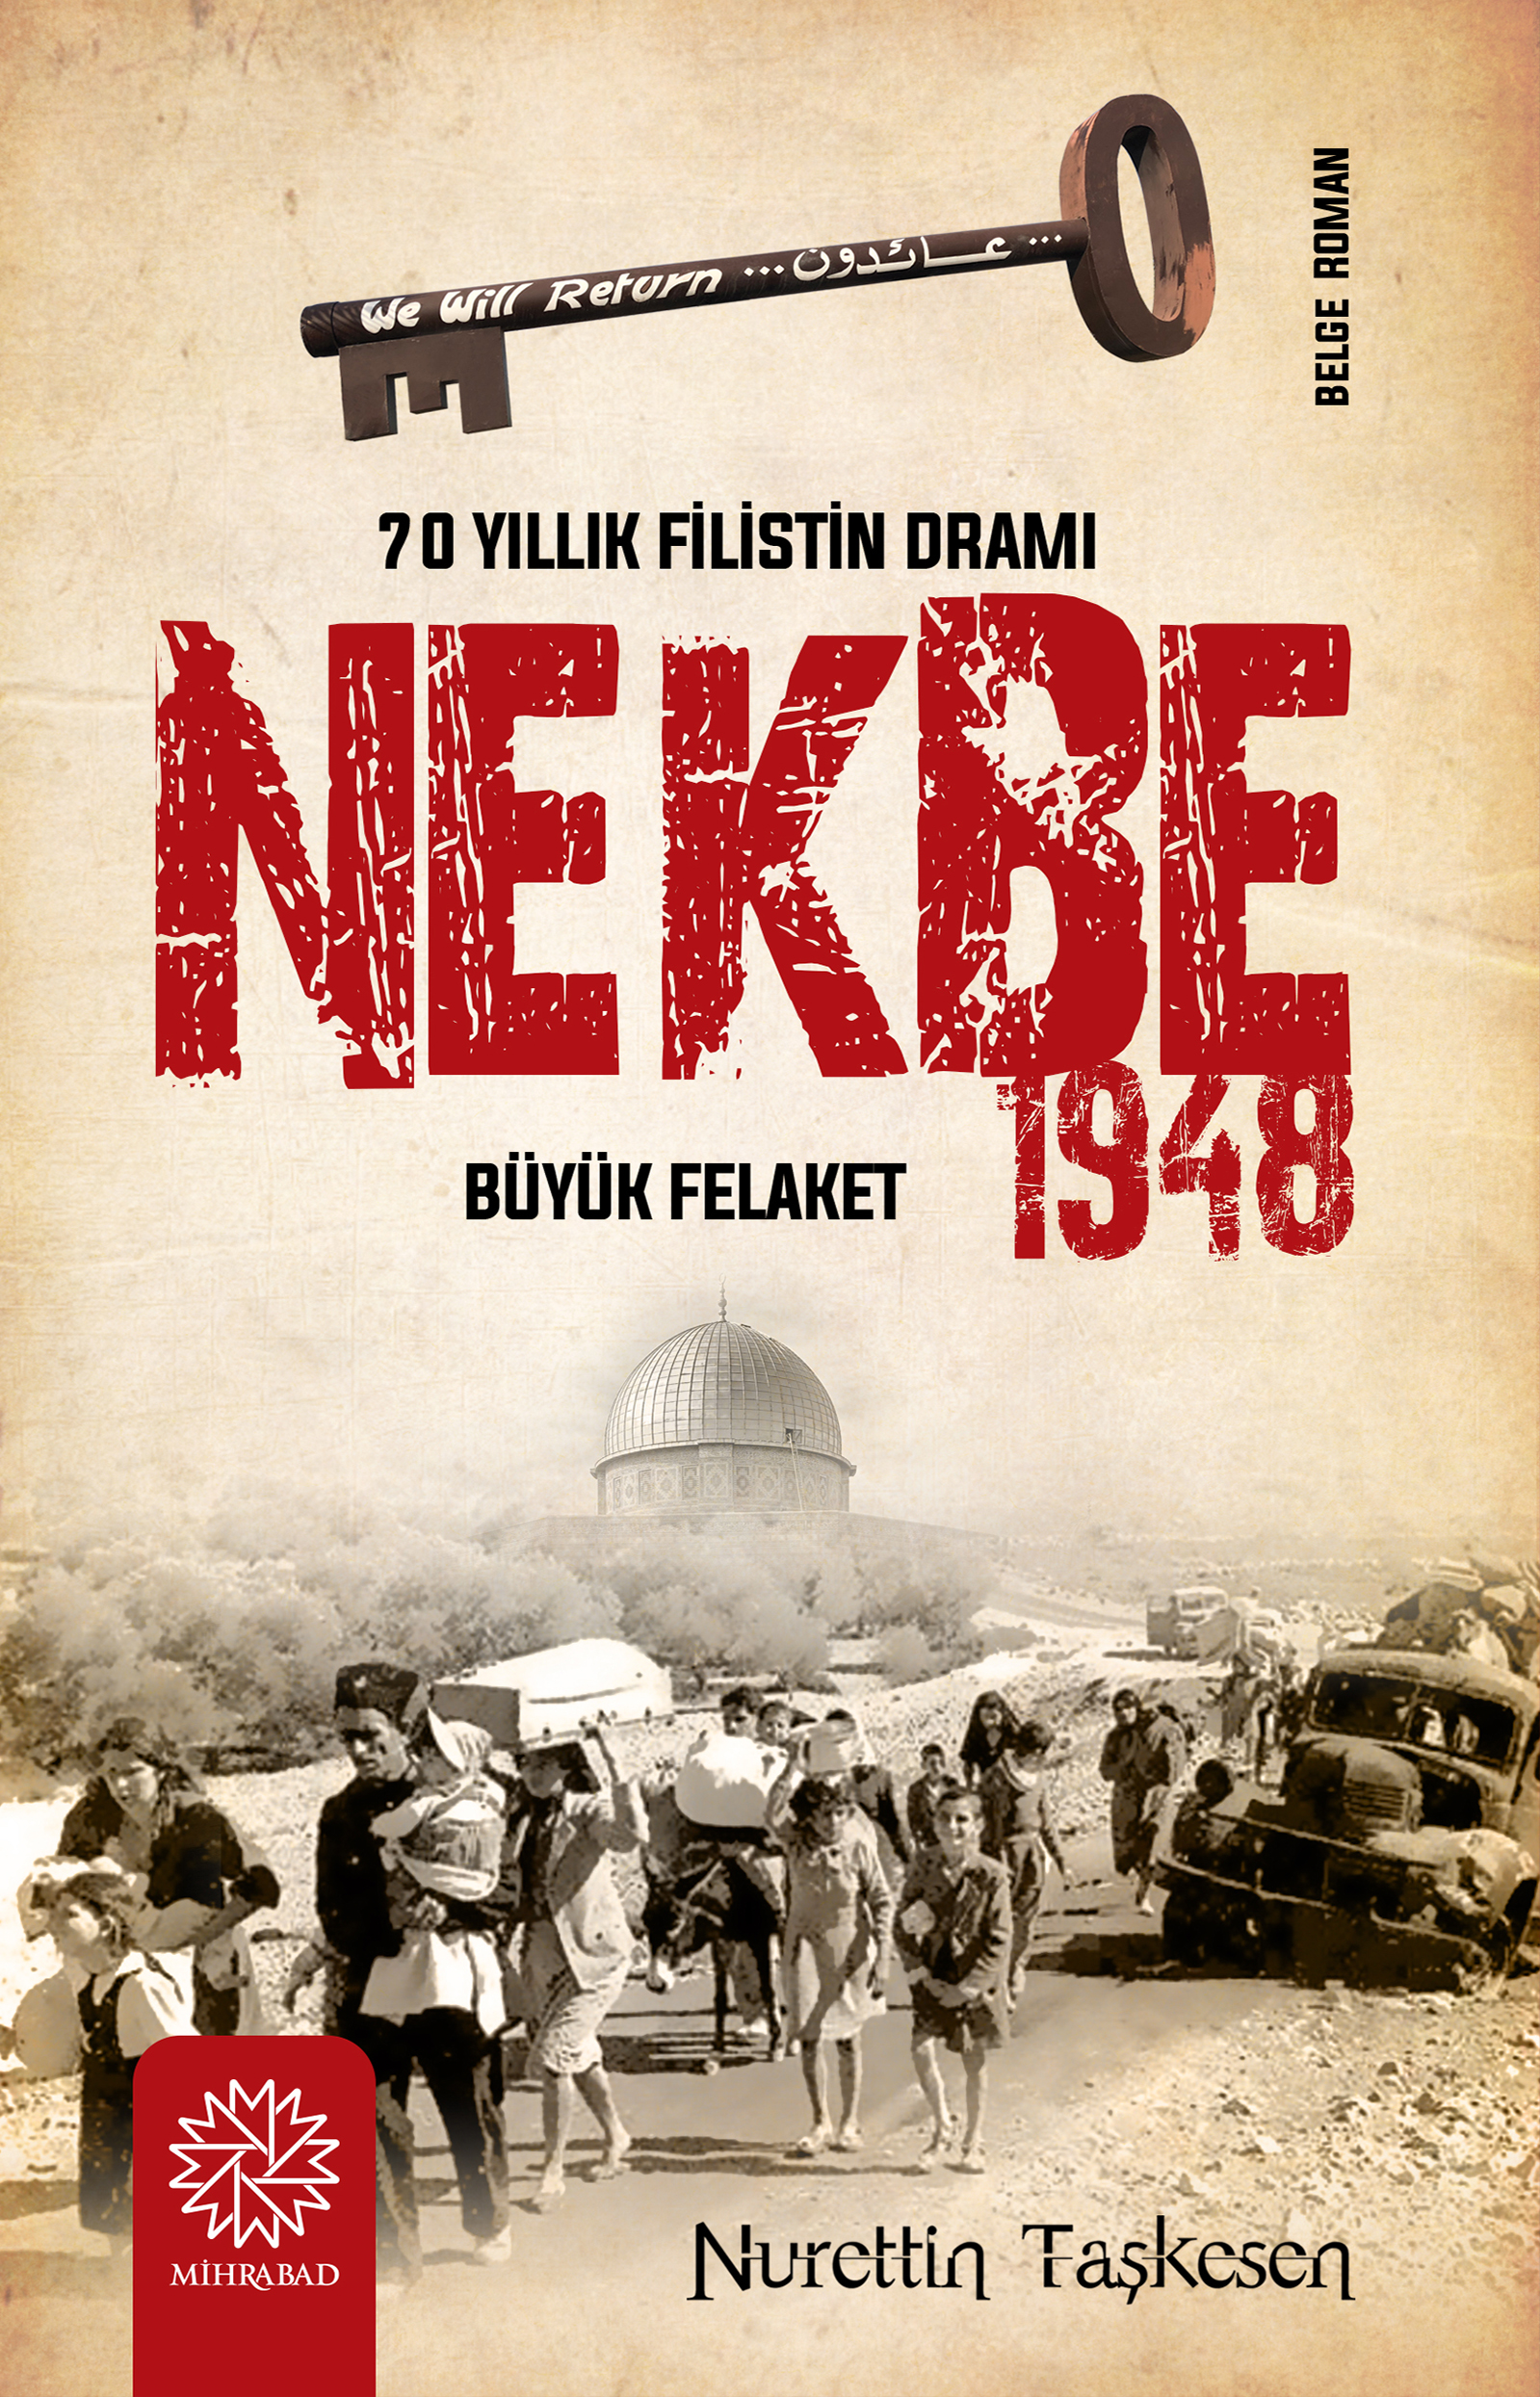 We Will Return ... عــائدون ...
BELGE ROMAN
70 YILLIK FİLİSTİN DRAMI
NEKBE
1948
BÜYÜK FELAKET
MİHRABAD
Nurettin Taşkesen